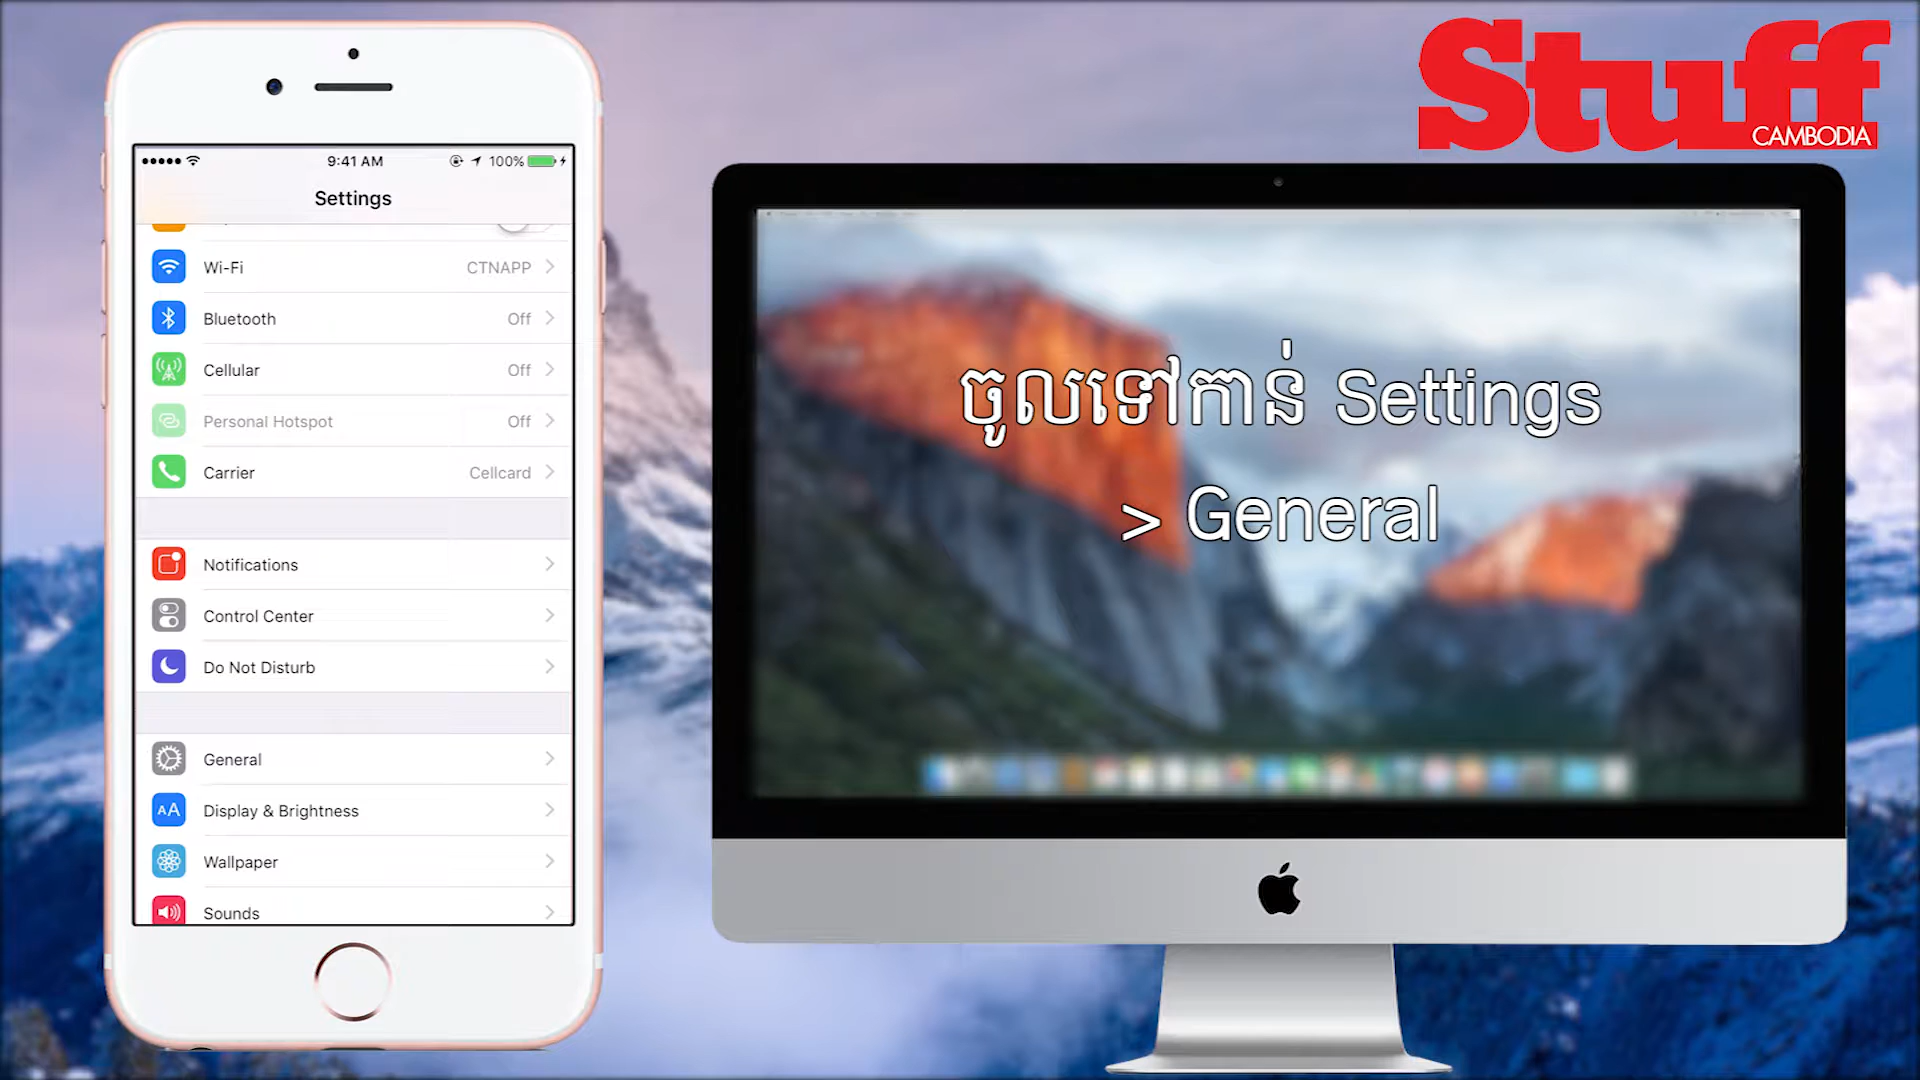 Stuff
CAMBODIA
9:41 AM 100%
Settings
Wi-Fi CTNAPP
Bluetooth Off
Cellular Off
Personal Hotspot Off
Carrier Cellcard
Notifications
Control Center
Do Not Disturb
General
AA Display & Brightness
Wallpaper
Sounds
ចូលទៅកាន់ Settings
> General